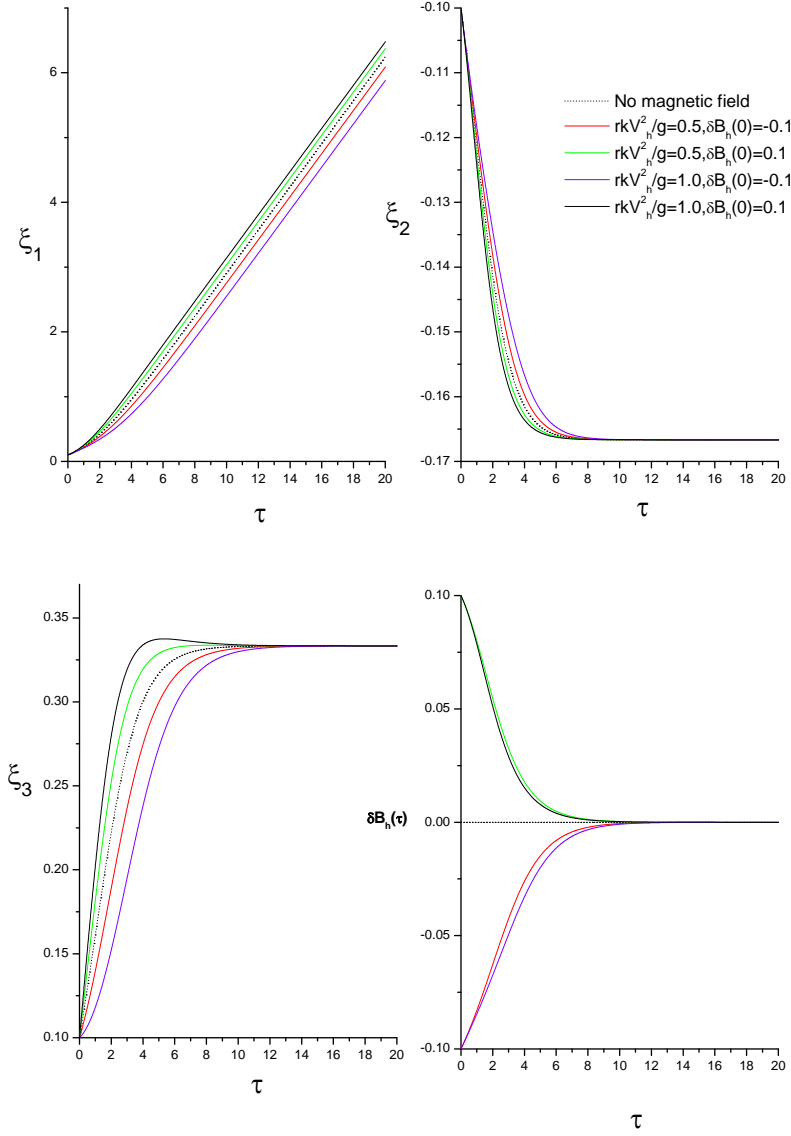 6
4
2
0
0 2 4 6 8 10 12 14 16 18 20
ξ1
τ
-0.10
-0.11
-0.12
-0.13
-0.14
-0.15
-0.16
-0.17
0 2 4 6 8 10 12 14 16 18 20
ξ2
τ
No magnetic field
rkV²h/g=0.5,δBh(0)=-0.1
rkV²h/g=0.5,δBh(0)=0.1
rkV²h/g=1.0,δBh(0)=-0.1
rkV²h/g=1.0,δBh(0)=0.1
0.35
0.30
0.25
0.20
0.15
0.10
0 2 4 6 8 10 12 14 16 18 20
ξ3
τ
0.10
0.05
0.00
-0.05
-0.10
0 2 4 6 8 10 12 14 16 18 20
δBh(τ)
τ